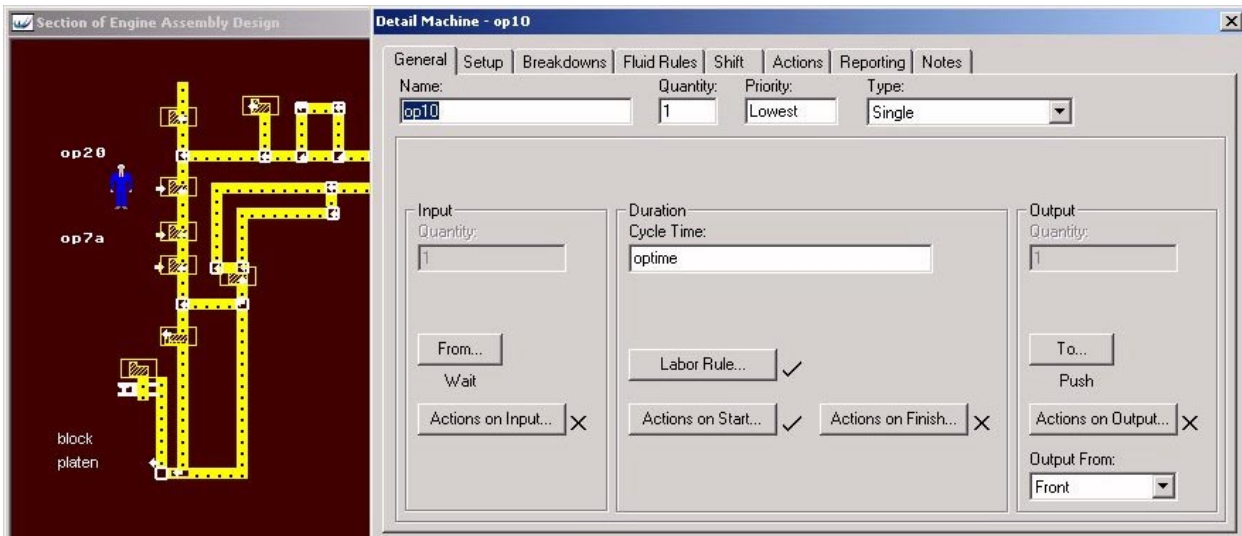 Section of Engine Assembly Design
op20
op7a
block
platen
Detail Machine - op10
General Setup Breakdowns Fluid Rules Shift Actions Reporting Notes
Name: Quantity: Priority: Type:
op10 1 Lowest Single
Input Duration Output
Quantity: Cycle Time: Quantity:
1 optime 1
From... Labor Rule... To...
Wait Push
Actions on Input... Actions on Start... Actions on Finish... Actions on Output...
Output From:
Front